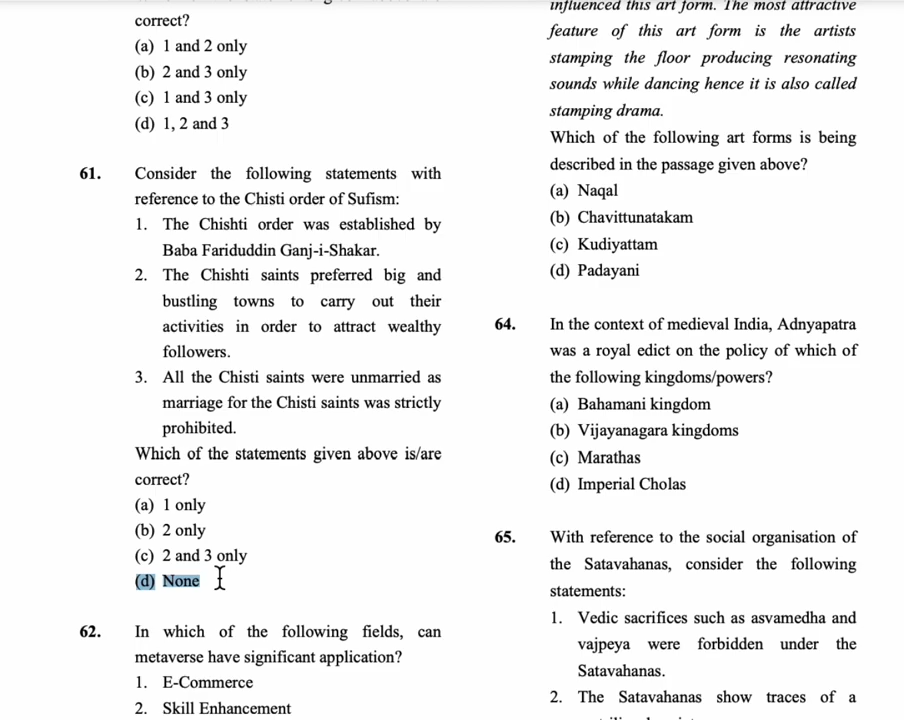 correct?
(a) 1 and 2 only
(b) 2 and 3 only
(c) 1 and 3 only
(d) 1, 2 and 3
61. Consider the following statements with
reference to the Chisti order of Sufism:
1. The Chishti order was established by
Baba Fariduddin Ganj-i-Shakar.
2. The Chishti saints preferred big and
bustling towns to carry out their
activities in order to attract wealthy
followers.
3. All the Chisti saints were unmarried as
marriage for the Chisti saints was strictly
prohibited.
Which of the statements given above is/are
correct?
(a) 1 only
(b) 2 only
(c) 2 and 3 only
(d) None
62. In which of the following fields, can
metaverse have significant application?
1. E-Commerce
2. Skill Enhancement
influenced this art form. The most attractive
feature of this art form is the artists
stamping the floor producing resonating
sounds while dancing hence it is also called
stamping drama.
Which of the following art forms is being
described in the passage given above?
(a) Naqal
(b) Chavittunatakam
(c) Kudiyattam
(d) Padayani
64. In the context of medieval India, Adnyapatra
was a royal edict on the policy of which of
the following kingdoms/powers?
(a) Bahamani kingdom
(b) Vijayanagara kingdoms
(c) Marathas
(d) Imperial Cholas
65. With reference to the social organisation of
the Satavahanas, consider the following
statements:
1. Vedic sacrifices such as asvamedha and
vajpeya were forbidden under the
Satavahanas.
2. The Satavahanas show traces of a